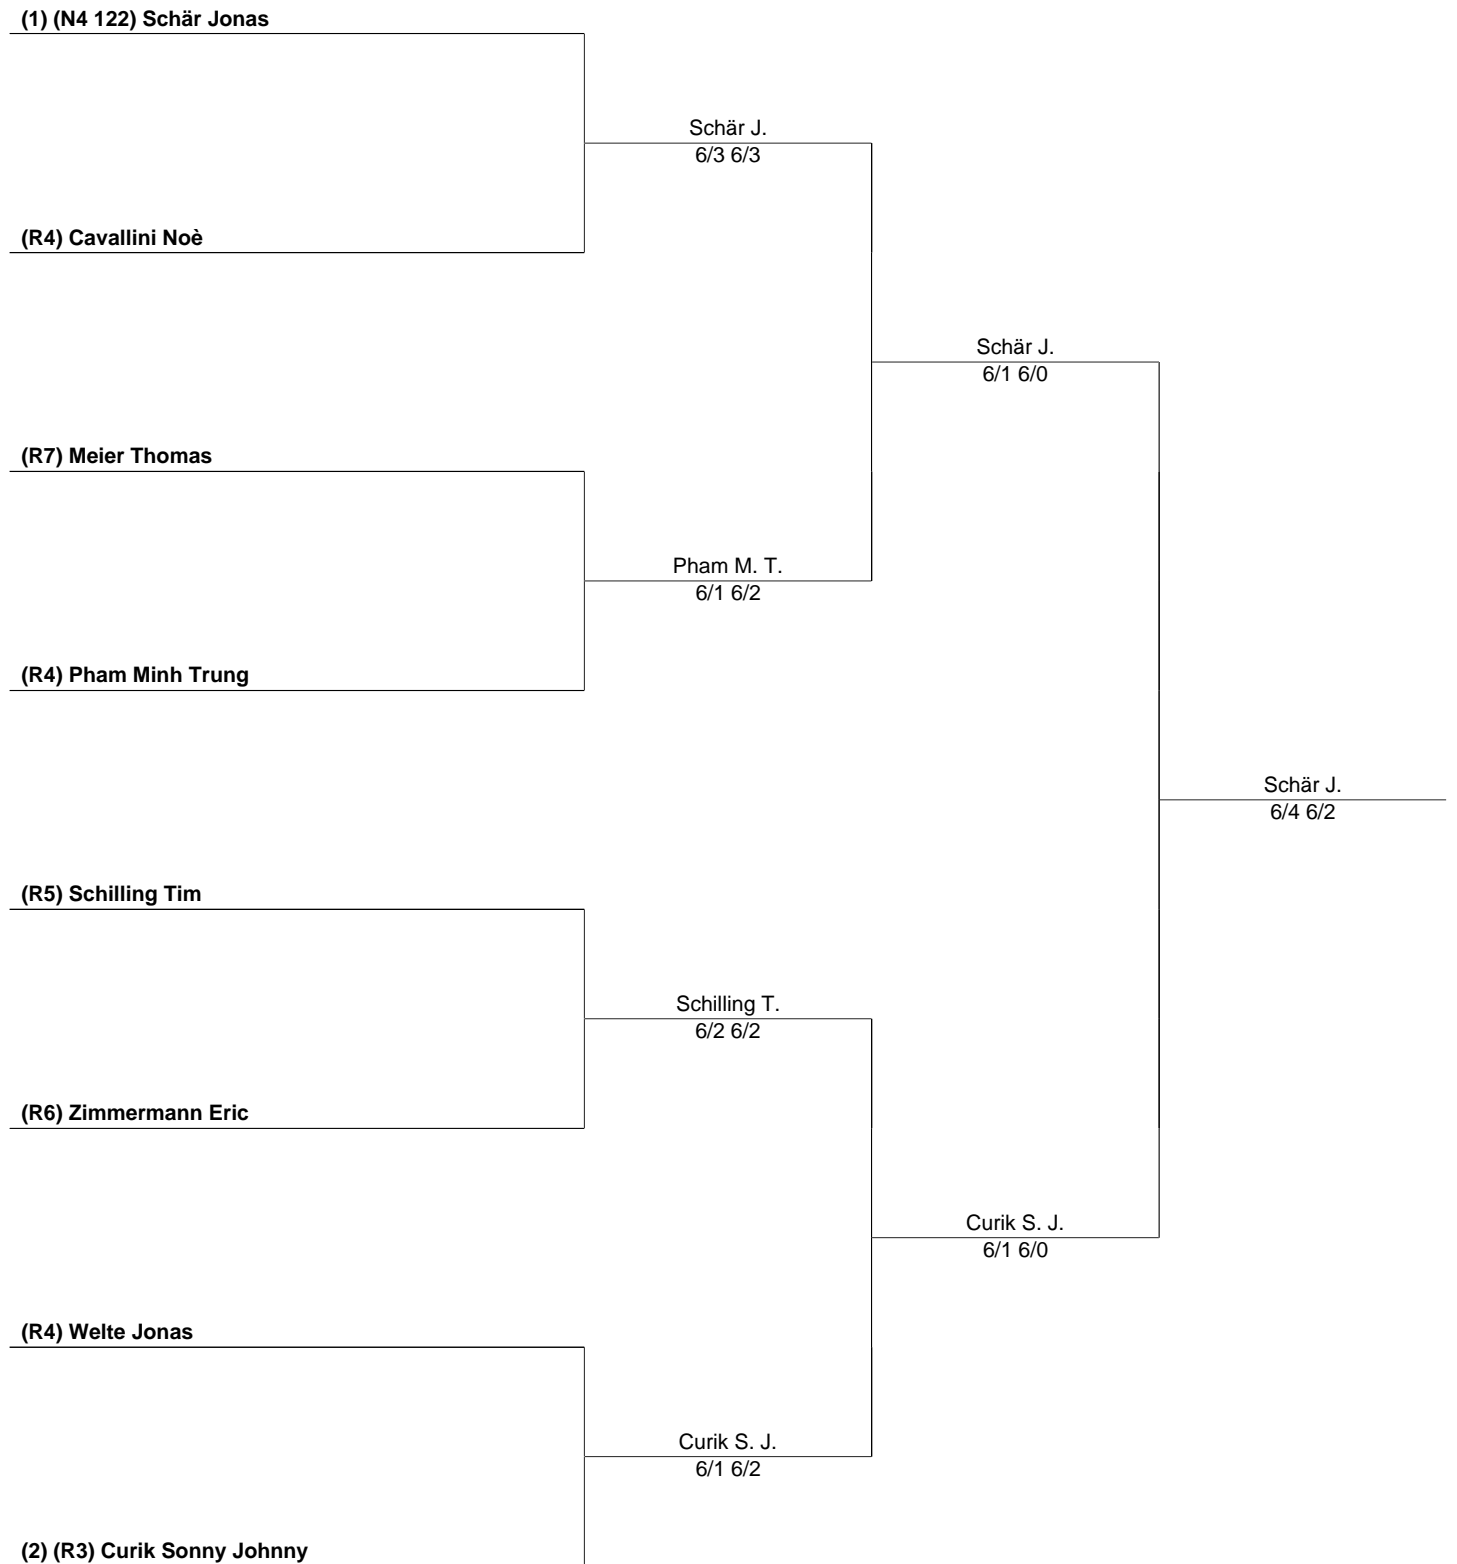 (1) (N4 122) Schär Jonas
Schär J.
6/3 6/3
(R4) Cavallini Noè
Schär J.
6/1 6/0
(R7) Meier Thomas
Pham M. T.
6/1 6/2
(R4) Pham Minh Trung
Schär J.
6/4 6/2
(R5) Schilling Tim
Schilling T.
6/2 6/2
(R6) Zimmermann Eric
Curik S. J.
6/1 6/0
(R4) Welte Jonas
Curik S. J.
6/1 6/2
(2) (R3) Curik Sonny Johnny